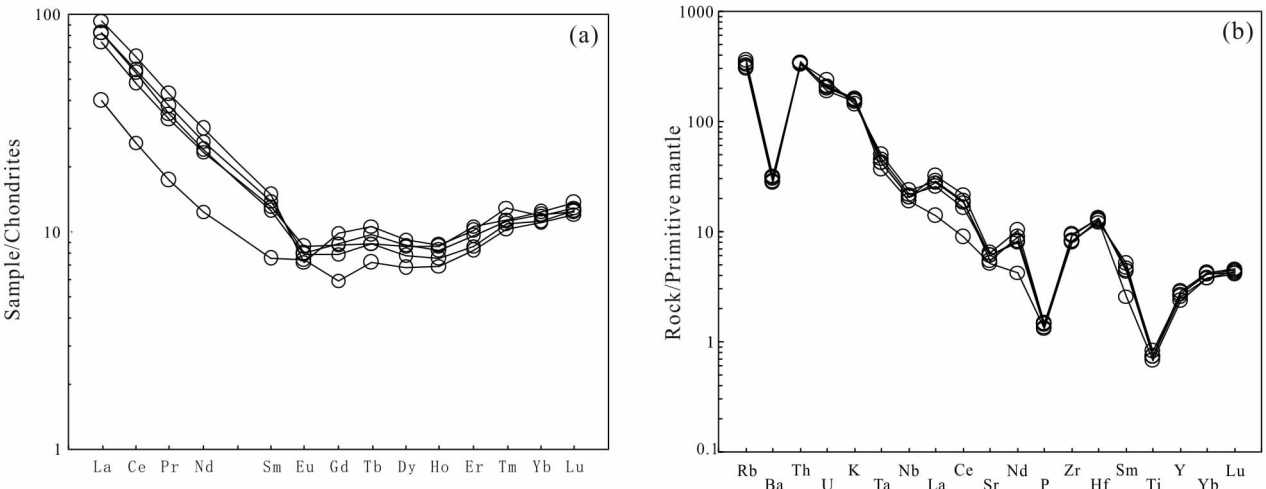 100
10
1
Sample/Chondrites
(a)
La Ce Pr Nd Sm Eu Gd Tb Dy Ho Er Tm Yb Lu
1000
100
10
1
0.1
Rock/Primitive mantle
(b)
Rb Th K Nb Ce Nd Zr Sm Y Lu
Ba U Ta La Sr P Hf Ti Yb